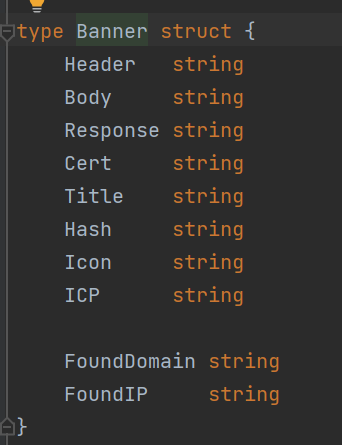 type Banner struct {
    Header   string
    Body     string
    Response string
    Cert     string
    Title    string
    Hash     string
    Icon     string
    ICP      string

    FoundDomain string
    FoundIP     string
}